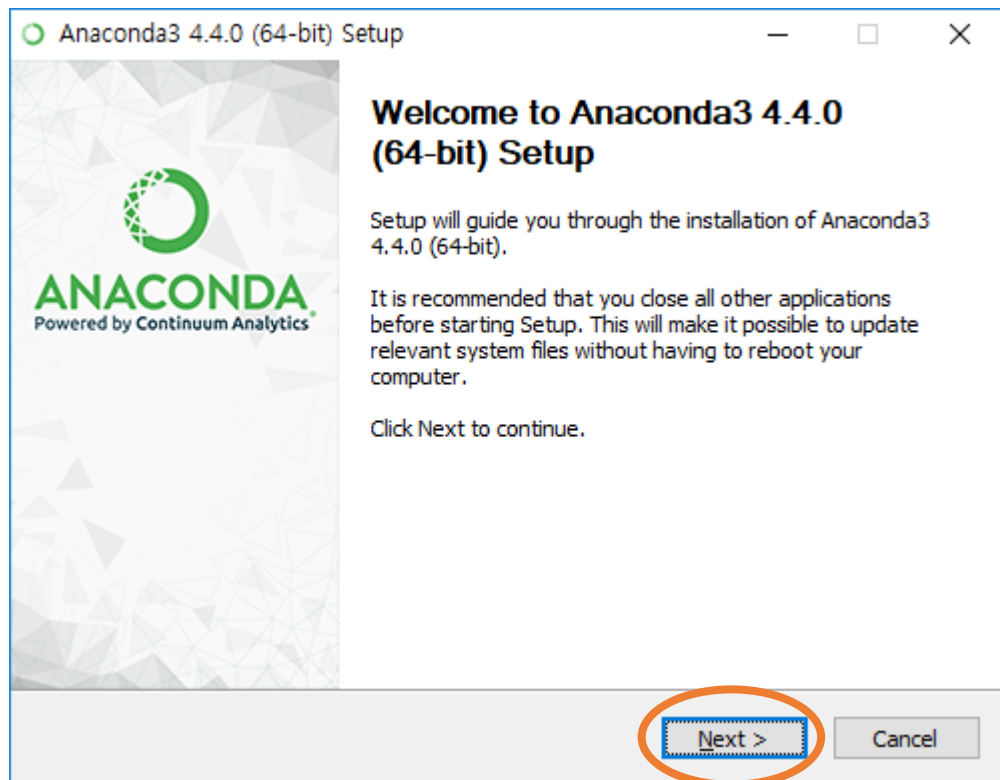 Anaconda3 4.4.0 (64-bit) Setup
Welcome to Anaconda3 4.4.0
(64-bit) Setup
Setup will guide you through the installation of Anaconda3
4.4.0 (64-bit).
It is recommended that you close all other applications
before starting Setup. This will make it possible to update
relevant system files without having to reboot your
computer.
Click Next to continue.
ANACONDA
Powered by Continuum Analytics
Next >
Cancel